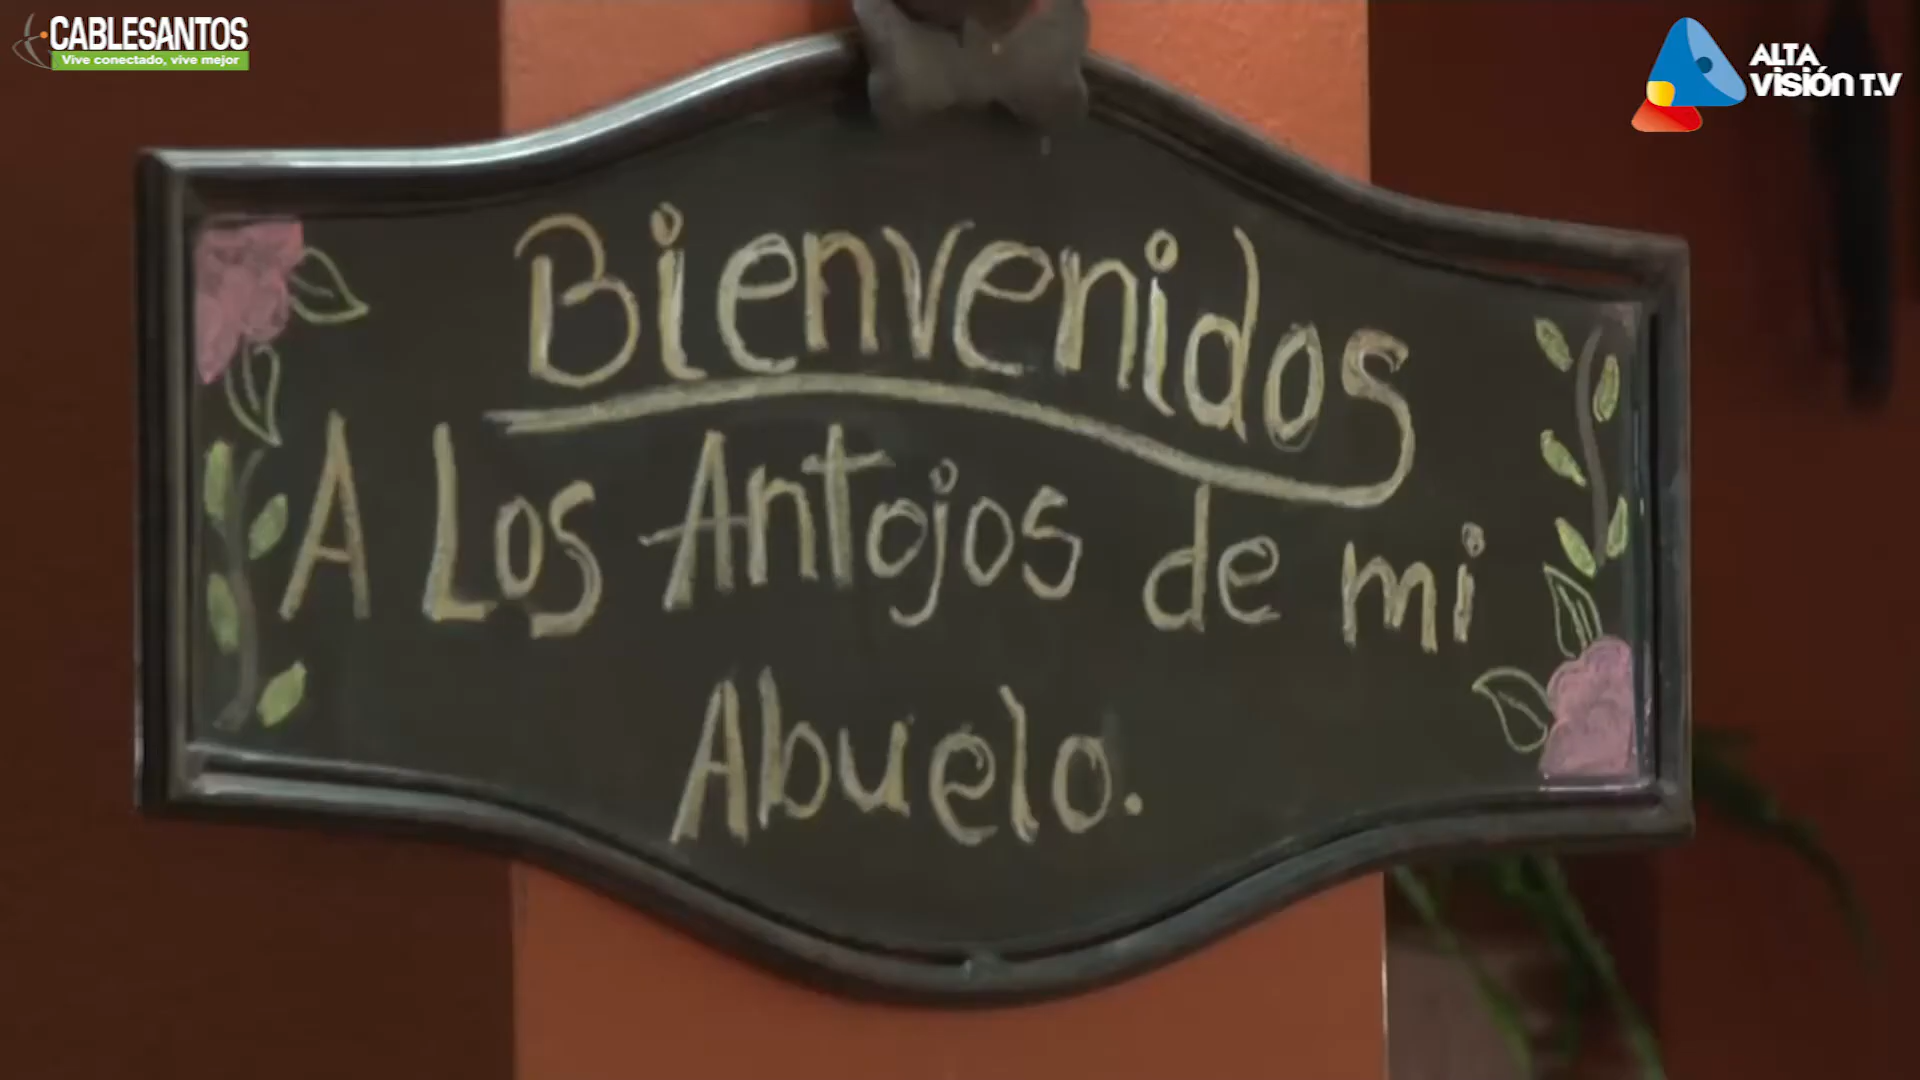 CABLESANTOS
Vive conectado, vive mejor
ALTA
VISIÓN T.V
Bienvenidos
A Los Antojos de mi
Abuelo.